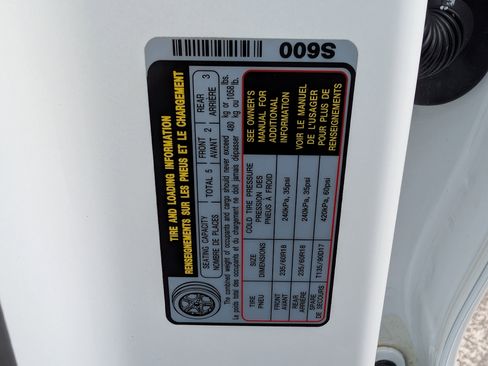 S600
TIRE AND LOADING INFORMATION
RENSEIGNEMENTS SUR LES PNEUS ET LE CHARGEMENT
SEATING CAPACITY TOTAL 5 FRONT 2 REAR 3
NOMBRE DE PLACES AVANT ARRIÈRE
The combined weight of occupants and cargo should never exceed 480 kg or 1058 lbs.
Le poids total des occupants et du chargement ne doit jamais dépasser 480 kg ou 1058 lb.
TIRE SIZE COLD TIRE PRESSURE
PNEU DIMENSIONS PRESSION DES PNEUS À FROID
FRONT 235/60R18 240kPa, 35psi
AVANT
REAR 235/60R18 240kPa, 35psi
ARRIÈRE
SPARE T135/90D17 420kPa, 60psi
DE SECOURS
SEE OWNER'S
MANUAL FOR
ADDITIONAL
INFORMATION
VOIR LE MANUEL
DE L'USAGER
POUR PLUS DE
RENSEIGNEMENTS